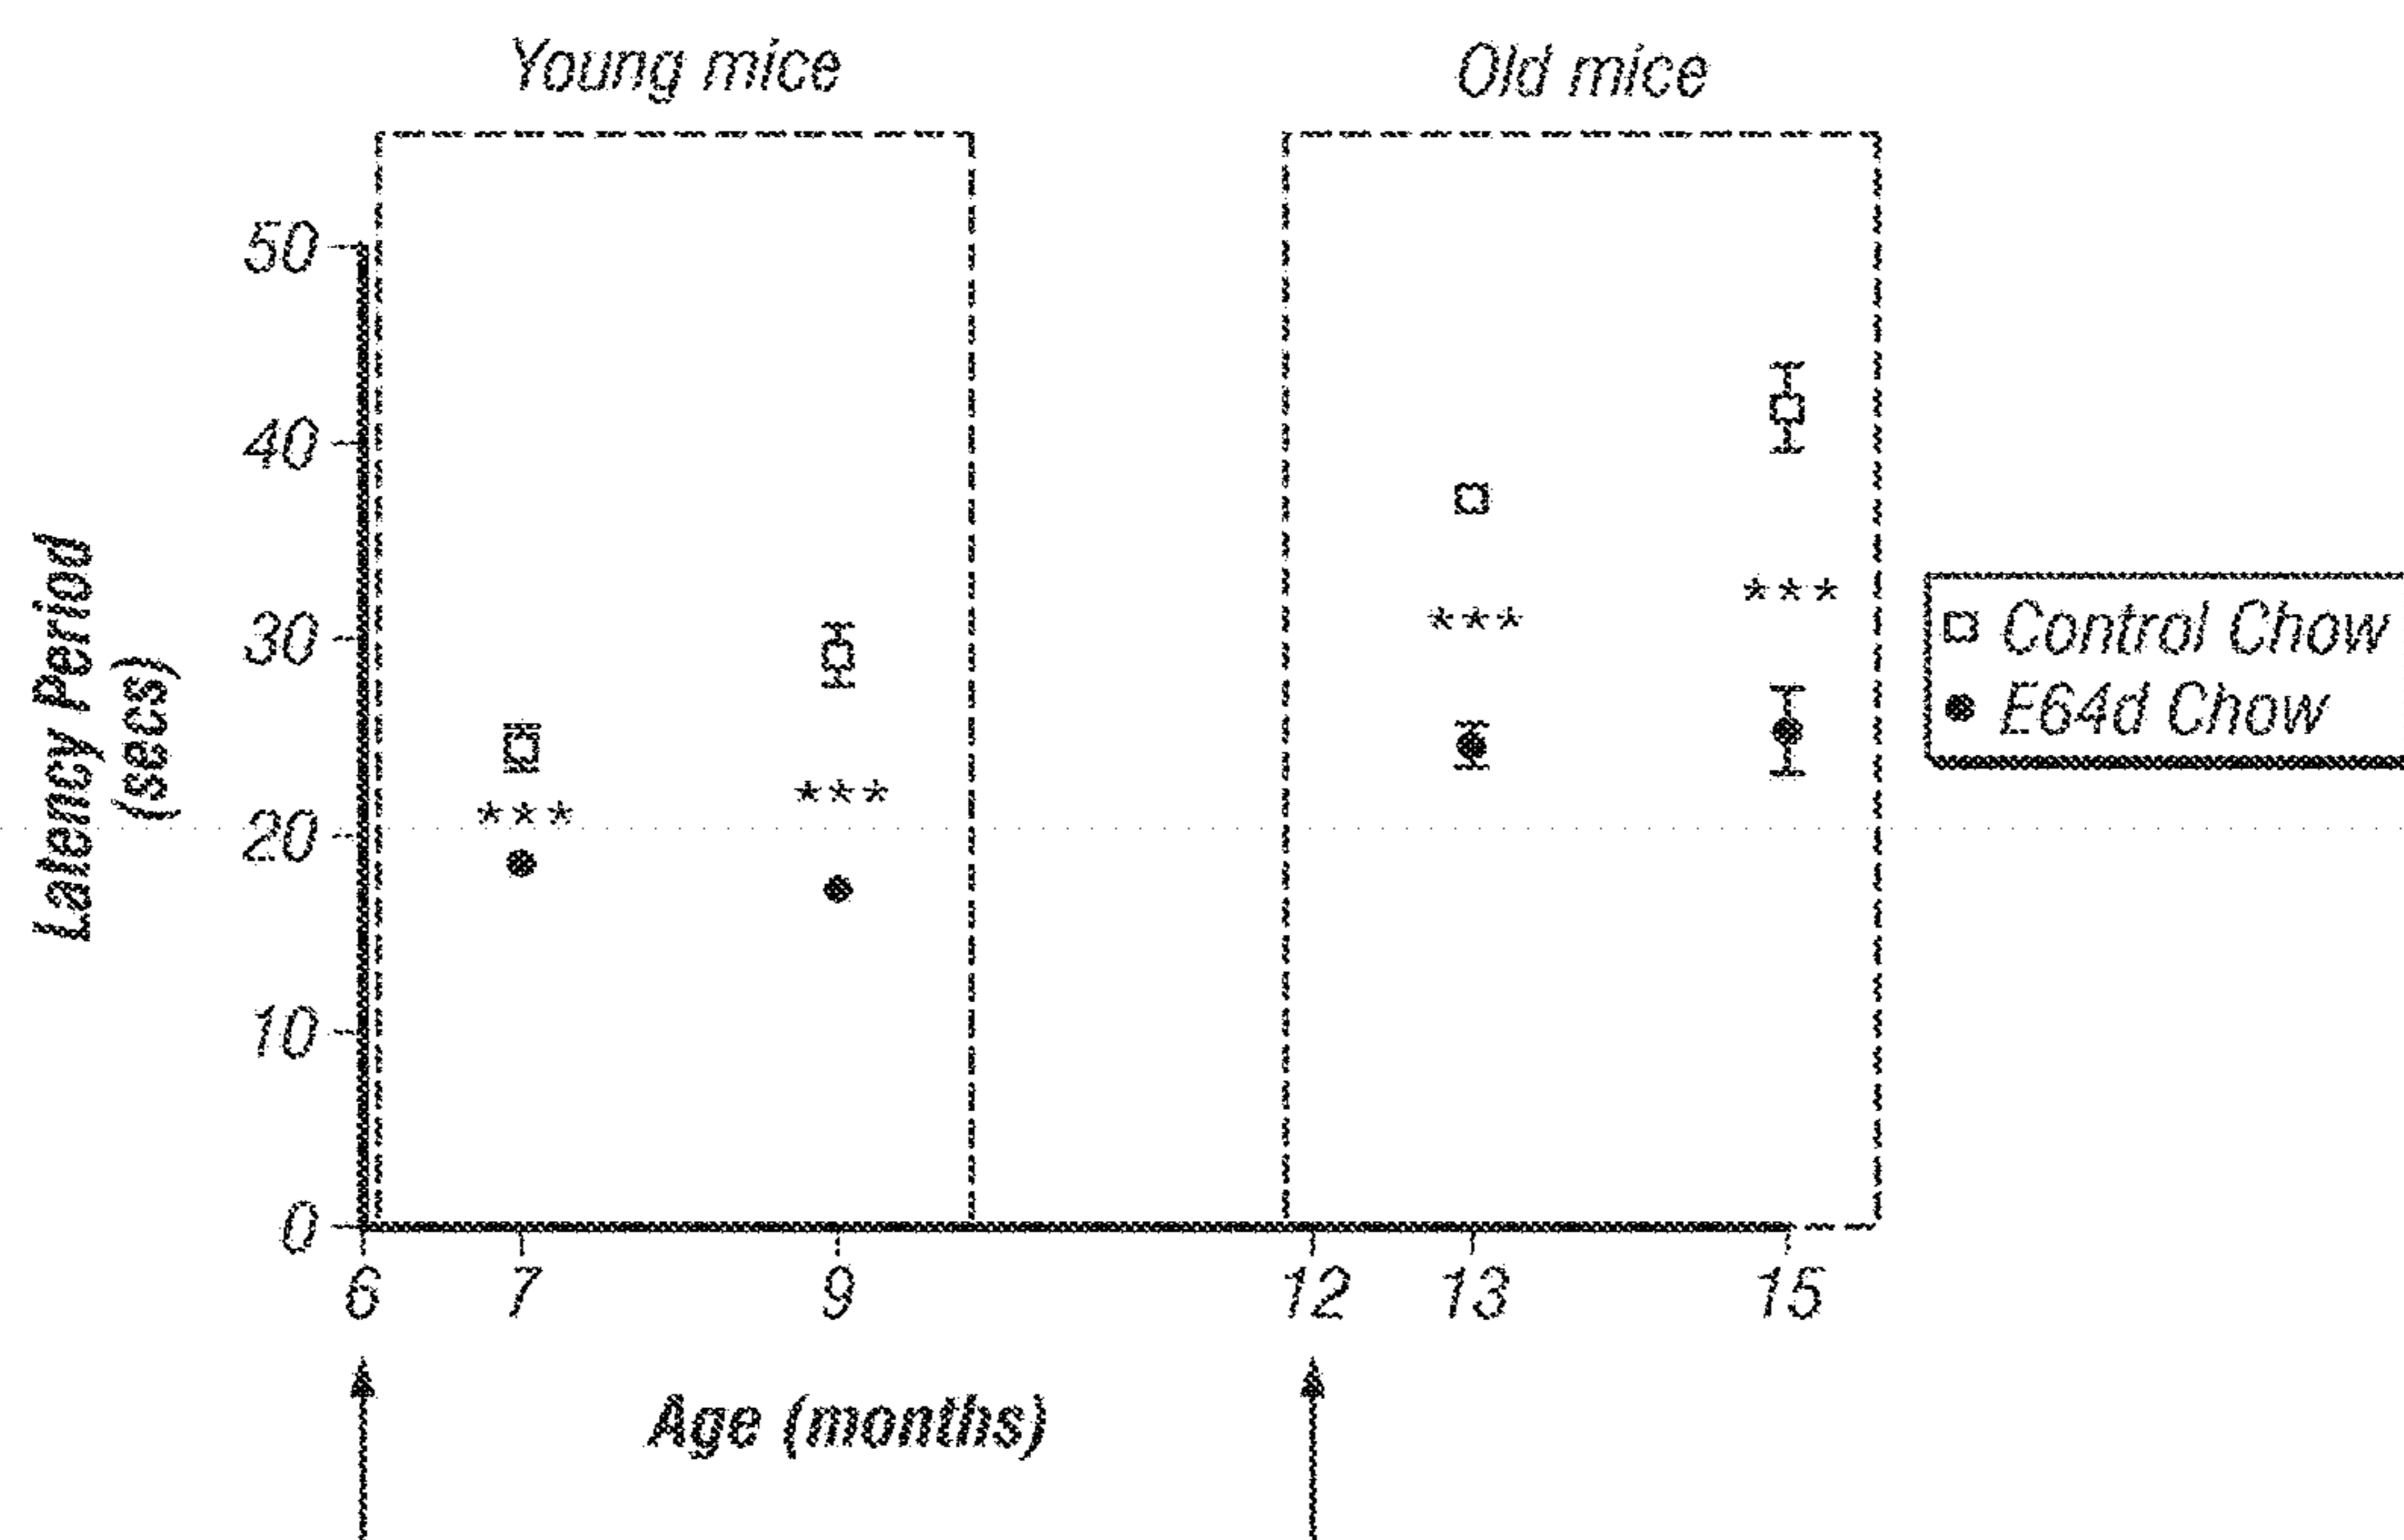 Young mice
Old mice
50
40
30
20
10
0
Latency Period
(secs)
***
***
***
***
Control Chow
E64d Chow
6
7
9
12
13
15
Age (months)